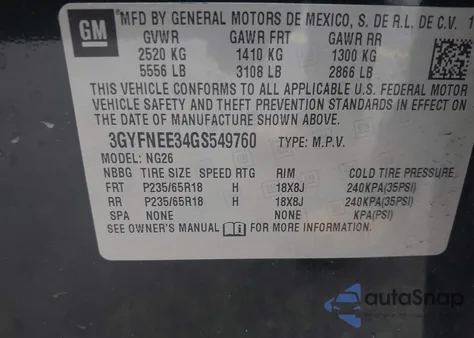 GM
*MFD BY GENERAL MOTORS DE MEXICO, S. DE R.L. DE C.V. 1
GVWR GAWR FRT GAWR RR
2520 KG 1410 KG 1300 KG
5556 LB 3108 LB 2866 LB
THIS VEHICLE CONFORMS TO ALL APPLICABLE U.S. FEDERAL MOTOR
VEHICLE SAFETY AND THEFT PREVENTION STANDARDS IN EFFECT ON
THE DATE OF MANUFACTURE SHOWN ABOVE.
3GYFNEE34GS549760 TYPE: M.P.V.
MODEL: NG26
NBBG TIRE SIZE SPEED RTG RIM COLD TIRE PRESSURE
FRT P235/65R18 H 18X8J 240KPA(35PSI)
RR P235/65R18 H 18X8J 240KPA(35PSI)
SPA NONE NONE KPA(PSI)
SEE OWNER'S MANUAL FOR MORE INFORMATION.
autoSnap